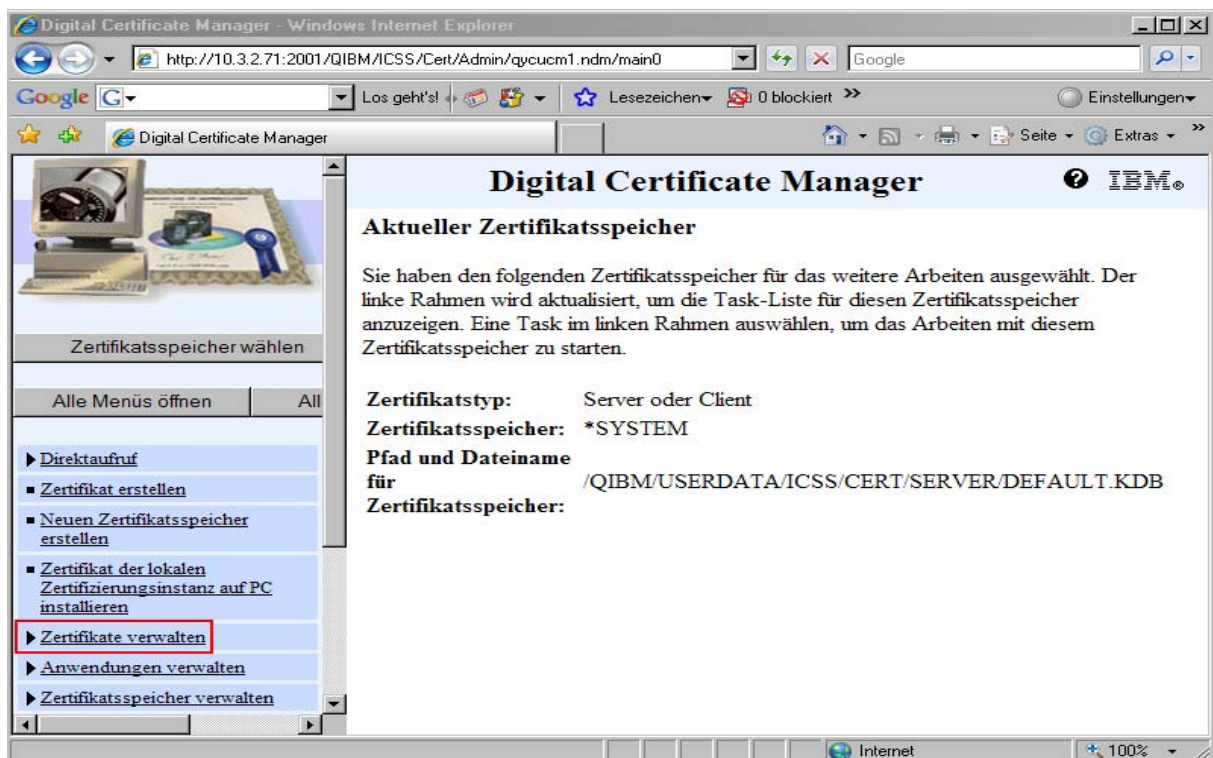 Digital Certificate Manager - Windows Internet Explorer
http://10.3.2.71:2001/QIBM/ICSS/Cert/Admin/qycucm1.ndm/main0
Google
Google G
Los geht's!
Lesezeichen
0 blockiert »
Einstellungen
Digital Certificate Manager
Seite
Extras
»
Zertifikatsspeicher wählen
Alle Menüs öffnen
All
Direktaufruf
Zertifikat erstellen
Neuen Zertifikatsspeicher
erstellen
Zertifikat der lokalen
Zertifizierungsinstanz auf PC
installieren
Zertifikate verwalten
Anwendungen verwalten
Zertifikatsspeicher verwalten
Digital Certificate Manager
IBM®
Aktueller Zertifikatsspeicher
Sie haben den folgenden Zertifikatsspeicher für das weitere Arbeiten ausgewählt. Der
linke Rahmen wird aktualisiert, um die Task-Liste für diesen Zertifikatsspeicher
anzuzeigen. Eine Task im linken Rahmen auswählen, um das Arbeiten mit diesem
Zertifikatsspeicher zu starten.
Zertifikatstyp: Server oder Client
Zertifikatsspeicher: *SYSTEM
Pfad und Dateiname
für /QIBM/USERDATA/ICSS/CERT/SERVER/DEFAULT.KDB
Zertifikatsspeicher:
Internet
100%